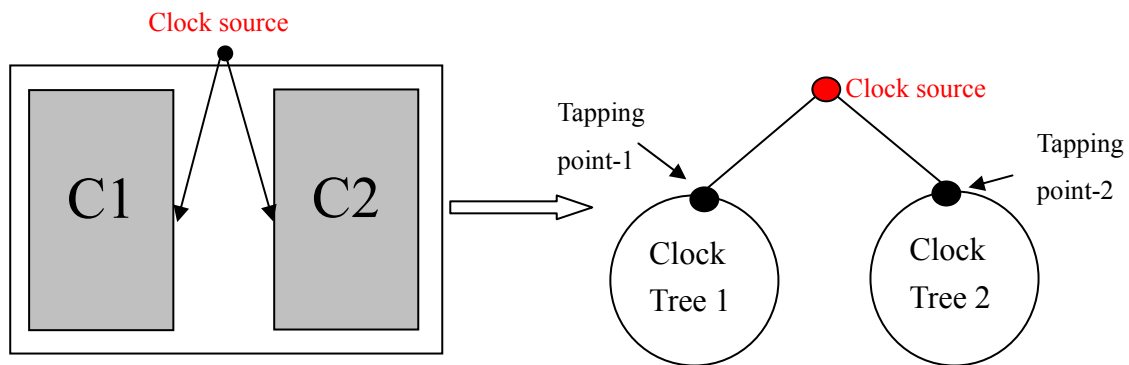 Clock source
C1
C2
Clock source
Tapping
point-1
Tapping
point-2
Clock
Tree 1
Clock
Tree 2